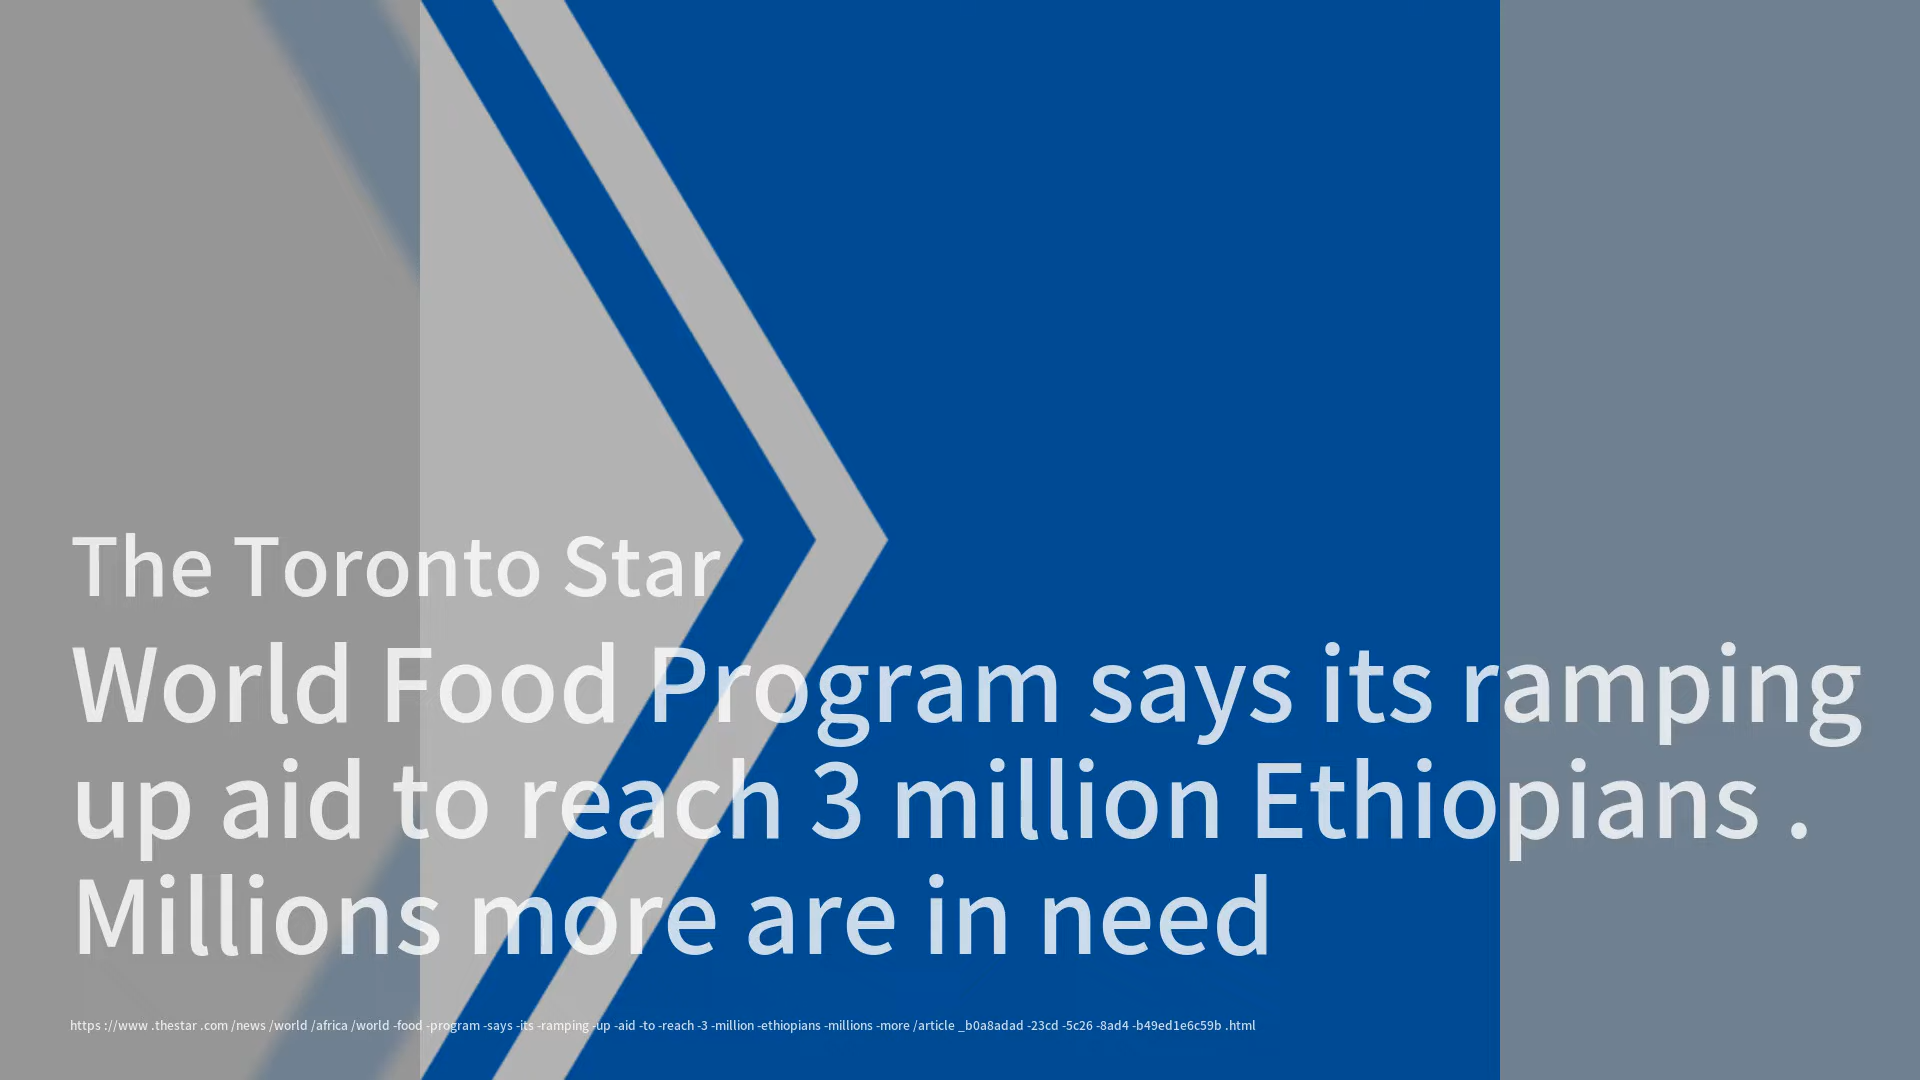 The Toronto Star
World Food Program says its ramping
up aid to reach 3 million Ethiopians .
Millions more are in need
https ://www .thestar .com /news /world /africa /world -food -program -says -its -ramping -up -aid -to -reach -3 -million -ethiopians -millions -more /article _b0a8adad -23cd -5c26 -8ad4 -b49ed1e6c59b .html